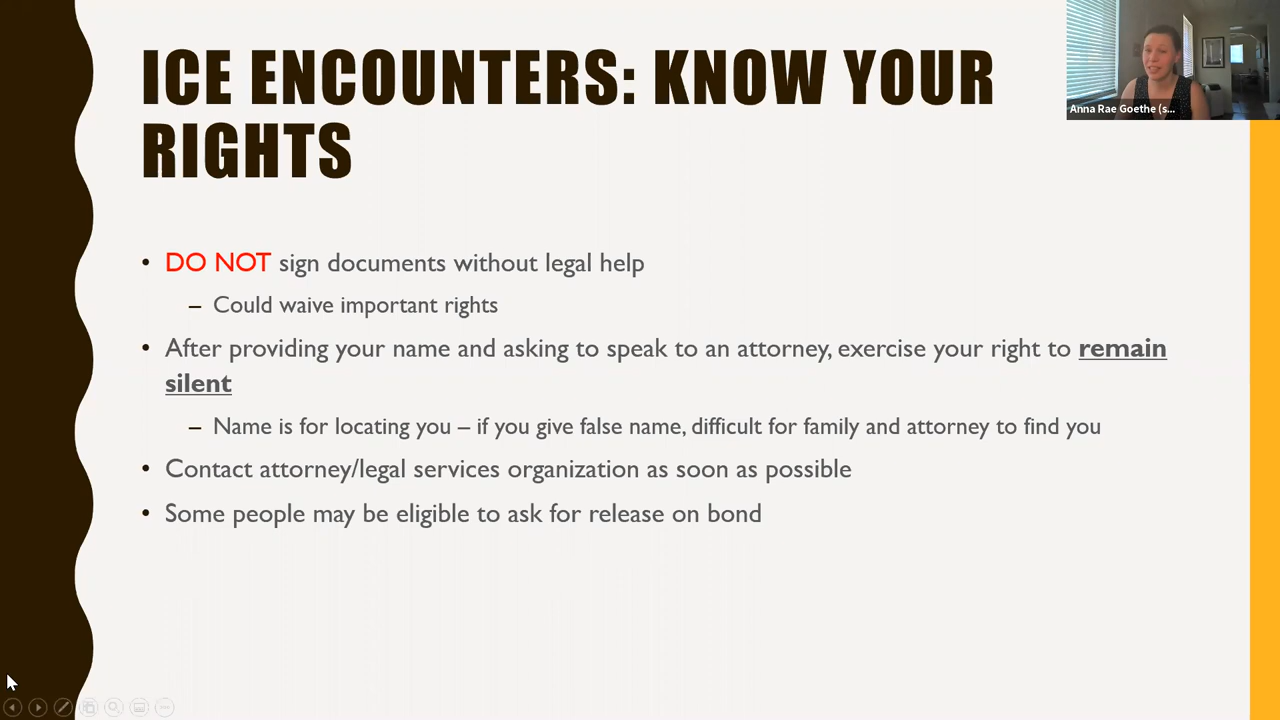 ICE ENCOUNTERS: KNOW YOUR
RIGHTS
Anna Rae Goethe (s...
• DO NOT sign documents without legal help
– Could waive important rights
• After providing your name and asking to speak to an attorney, exercise your right to remain
silent
– Name is for locating you – if you give false name, difficult for family and attorney to find you
• Contact attorney/legal services organization as soon as possible
• Some people may be eligible to ask for release on bond